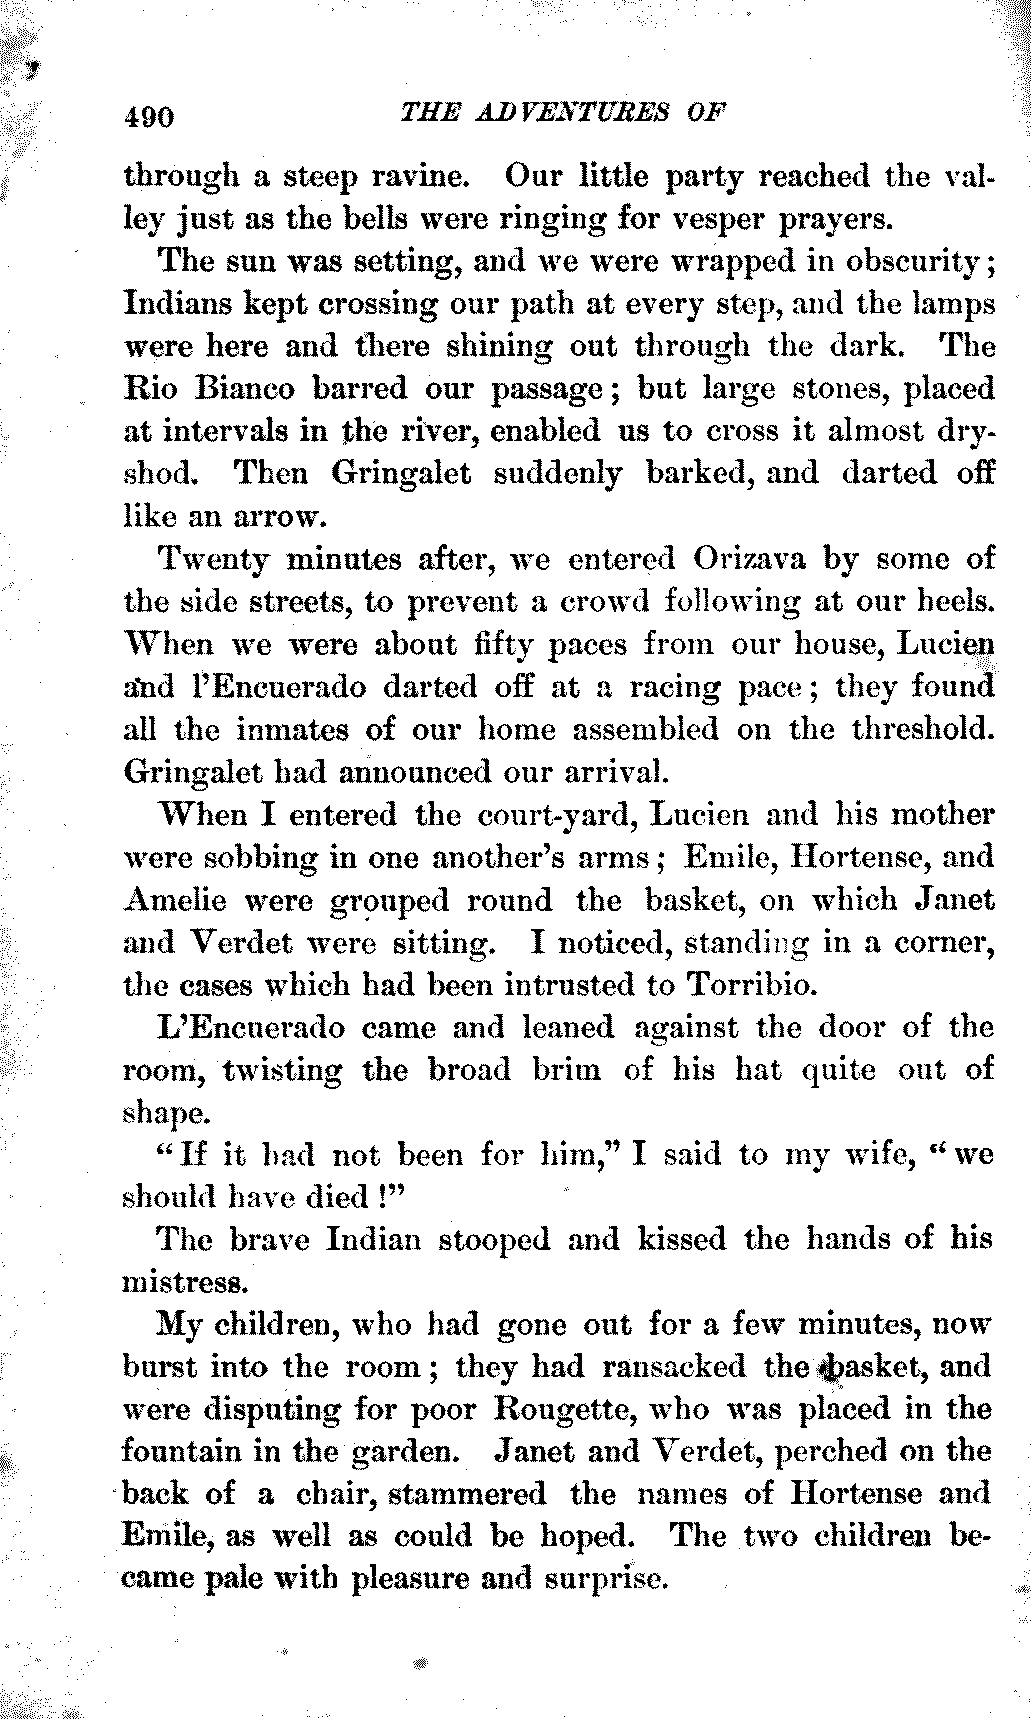 490 THE ADVENTURES OF
through a steep ravine. Our little party reached the val-
ley just as the bells were ringing for vesper prayers.
The sun was setting, and we were wrapped in obscurity;
Indians kept crossing our path at every step, and the lamps
were here and there shining out through the dark. The
Rio Bianco barred our passage; but large stones, placed
at intervals in the river, enabled us to cross it almost dry-
shod. Then Gringalet suddenly barked, and darted off
like an arrow.
Twenty minutes after, we entered Orizava by some of
the side streets, to prevent a crowd following at our heels.
When we were about fifty paces from our house, Lucien
and l'Encuerado darted off at a racing pace; they found
all the inmates of our home assembled on the threshold.
Gringalet had announced our arrival.
When I entered the court-yard, Lucien and his mother
were sobbing in one another's arms; Emile, Hortense, and
Amelie were grouped round the basket, on which Janet
and Verdet were sitting. I noticed, standing in a corner,
the cases which had been intrusted to Torribio.
L'Encuerado came and leaned against the door of the
room, twisting the broad brim of his hat quite out of
shape.
"If it had not been for him," I said to my wife, "we
should have died!"
The brave Indian stooped and kissed the hands of his
mistress.
My children, who had gone out for a few minutes, now
burst into the room; they had ransacked the basket, and
were disputing for poor Rougette, who was placed in the
fountain in the garden. Janet and Verdet, perched on the
back of a chair, stammered the names of Hortense and
Emile, as well as could be hoped. The two children be-
came pale with pleasure and surprise.